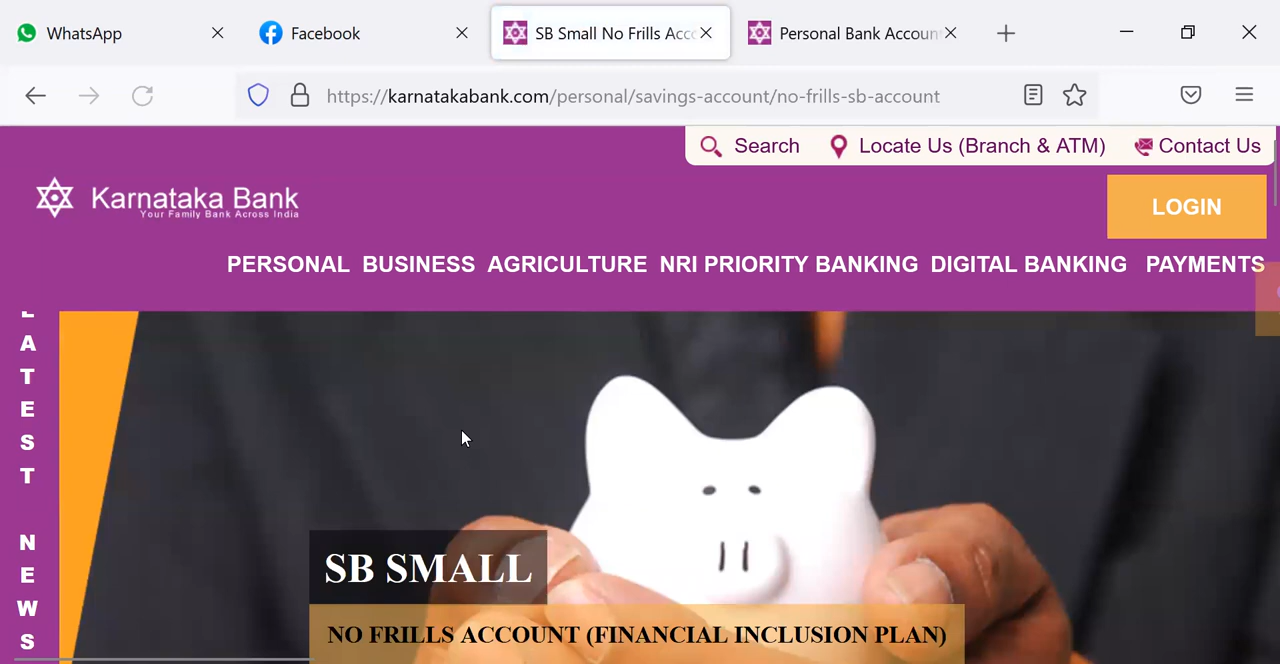 WhatsApp
Facebook
SB Small No Frills Acc
Personal Bank Accoun
https://karnatakabank.com/personal/savings-account/no-frills-sb-account
Search
Locate Us (Branch & ATM)
Contact Us
Karnataka Bank
Your Family Bank Across India
LOGIN
PERSONAL BUSINESS AGRICULTURE NRI PRIORITY BANKING DIGITAL BANKING PAYMENTS
LATEST NEWS
SB SMALL
NO FRILLS ACCOUNT (FINANCIAL INCLUSION PLAN)